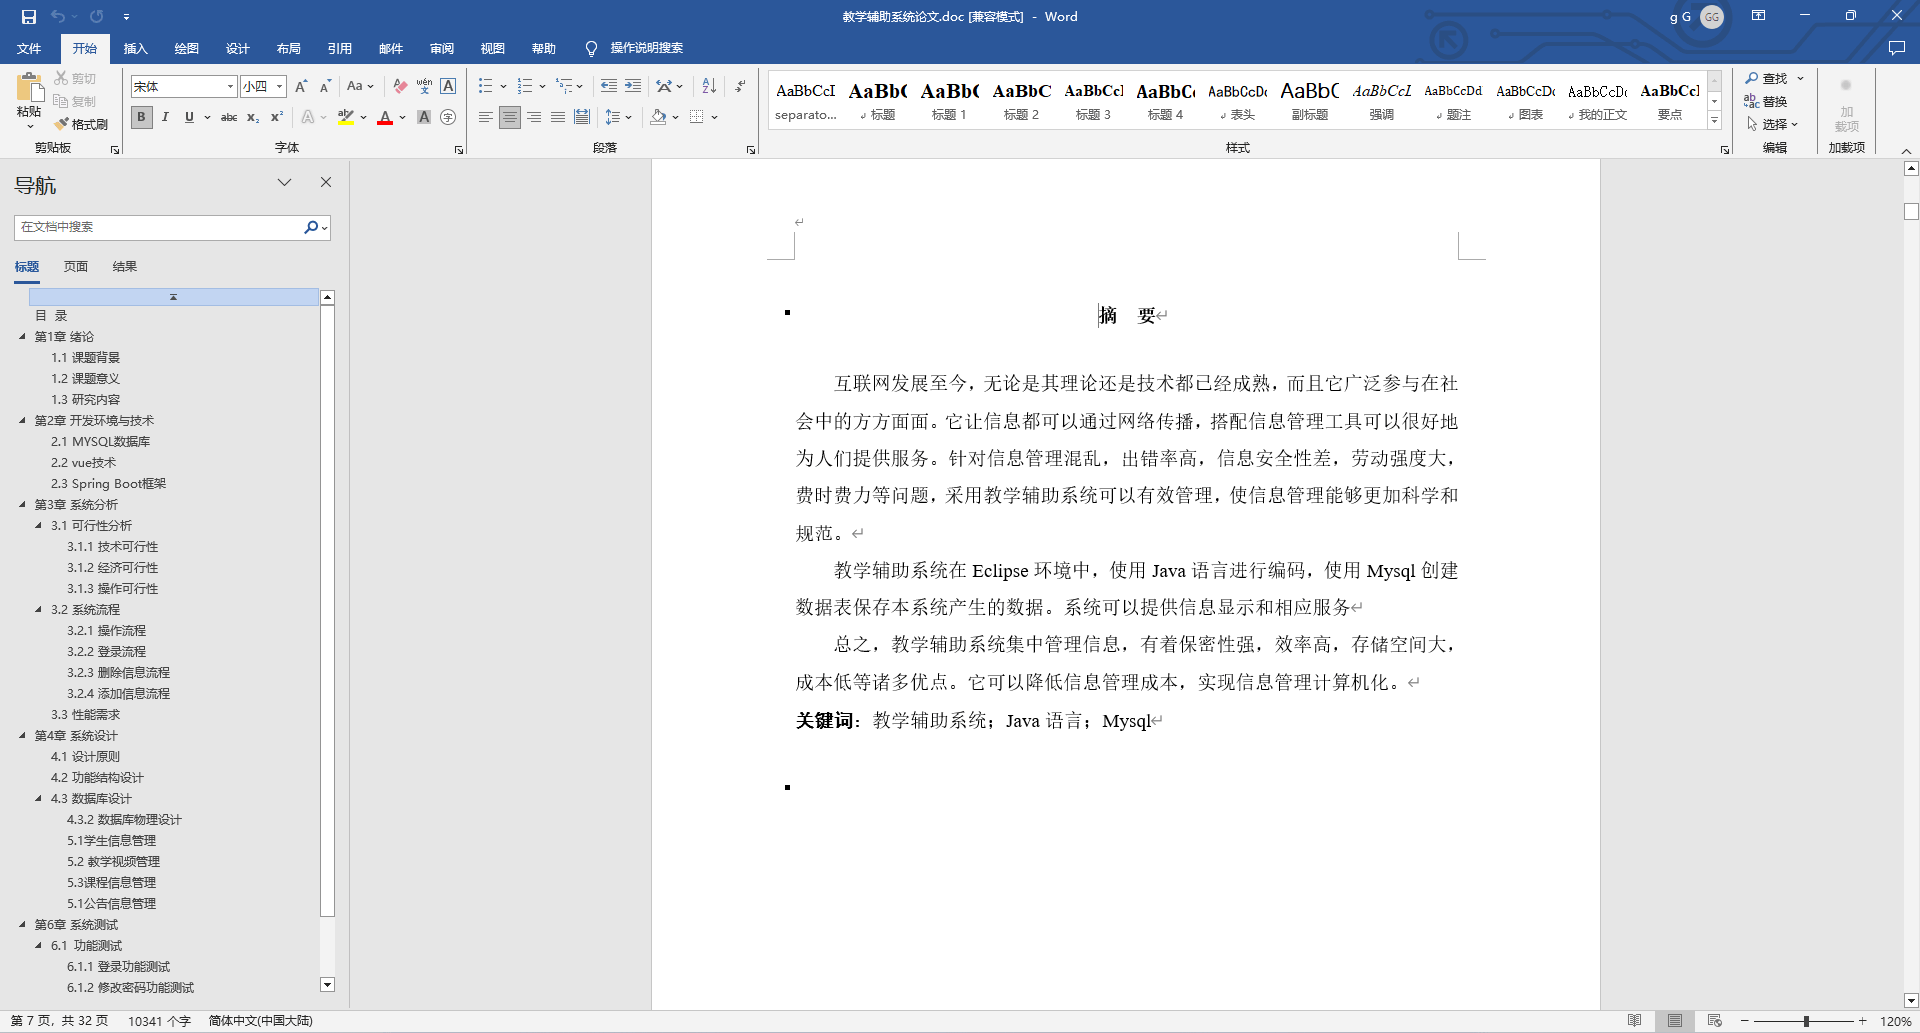 教学辅助系统论文.doc [兼容模式] - Word
g G GG
文件 开始 插入 绘图 设计 布局 引用 邮件 审阅 视图 帮助 操作说明搜索
粘贴 剪切 复制 格式刷 剪贴板
宋体 小四 Aa wén 文 A
B I U abc x₂ x² A ab A A 字
字体
段落
AaBbCcI AaBb( AaBb( AaBbC AaBbCcI AaBbC( AaBbCcDc AaBbC AaBbCcL AaBbCcDd AaBbCcDc AaBbCcDc AaBbCcI
separato... 标题 标题 1 标题 2 标题 3 标题 4 表头 副标题 强调 题注 图表 我的正文 要点
样式
查找 替换 选择 编辑
加载项 加载项
导航
在文档中搜索
标题 页面 结果
目 录
第1章 绪论
1.1 课题背景
1.2 课题意义
1.3 研究内容
第2章 开发环境与技术
2.1 MYSQL数据库
2.2 vue技术
2.3 Spring Boot框架
第3章 系统分析
3.1 可行性分析
3.1.1 技术可行性
3.1.2 经济可行性
3.1.3 操作可行性
3.2 系统流程
3.2.1 操作流程
3.2.2 登录流程
3.2.3 删除信息流程
3.2.4 添加信息流程
3.3 性能需求
第4章 系统设计
4.1 设计原则
4.2 功能结构设计
4.3 数据库设计
4.3.2 数据库物理设计
5.1学生信息管理
5.2 教学视频管理
5.3课程信息管理
5.1公告信息管理
第6章 系统测试
6.1 功能测试
6.1.1 登录功能测试
6.1.2 修改密码功能测试
摘 要
互联网发展至今，无论是其理论还是技术都已经成熟，而且它广泛参与在社
会中的方方面面。它让信息都可以通过网络传播，搭配信息管理工具可以很好地
为人们提供服务。针对信息管理混乱，出错率高，信息安全性差，劳动强度大，
费时费力等问题，采用教学辅助系统可以有效管理，使信息管理能够更加科学和
规范。
教学辅助系统在 Eclipse 环境中，使用 Java 语言进行编码，使用 Mysql 创建
数据表保存本系统产生的数据。系统可以提供信息显示和相应服务
总之，教学辅助系统集中管理信息，有着保密性强，效率高，存储空间大，
成本低等诸多优点。它可以降低信息管理成本，实现信息管理计算机化。
关键词：教学辅助系统；Java 语言；Mysql
第 7 页，共 32 页 10341 个字 简体中文(中国大陆) 120%